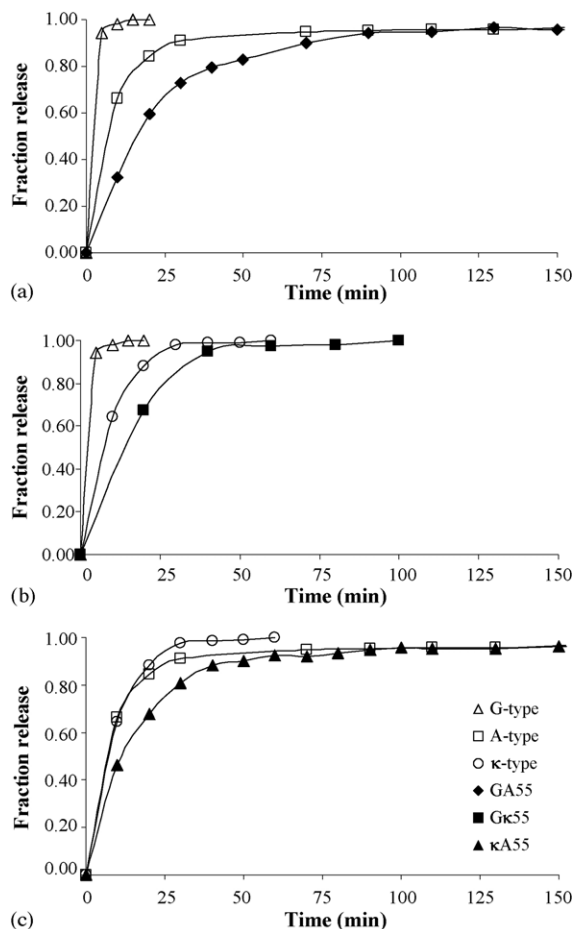 1.00
0.80
0.60
0.40
0.20
0.00
Fraction release
0 25 50 75 100 125 150
Time (min)
(a)
1.00
0.80
0.60
0.40
0.20
0.00
Fraction release
0 25 50 75 100 125 150
Time (min)
(b)
1.00
0.80
0.60
0.40
0.20
0.00
Fraction release
G-type
A-type
κ-type
GA55
Gκ55
κA55
0 25 50 75 100 125 150
Time (min)
(c)